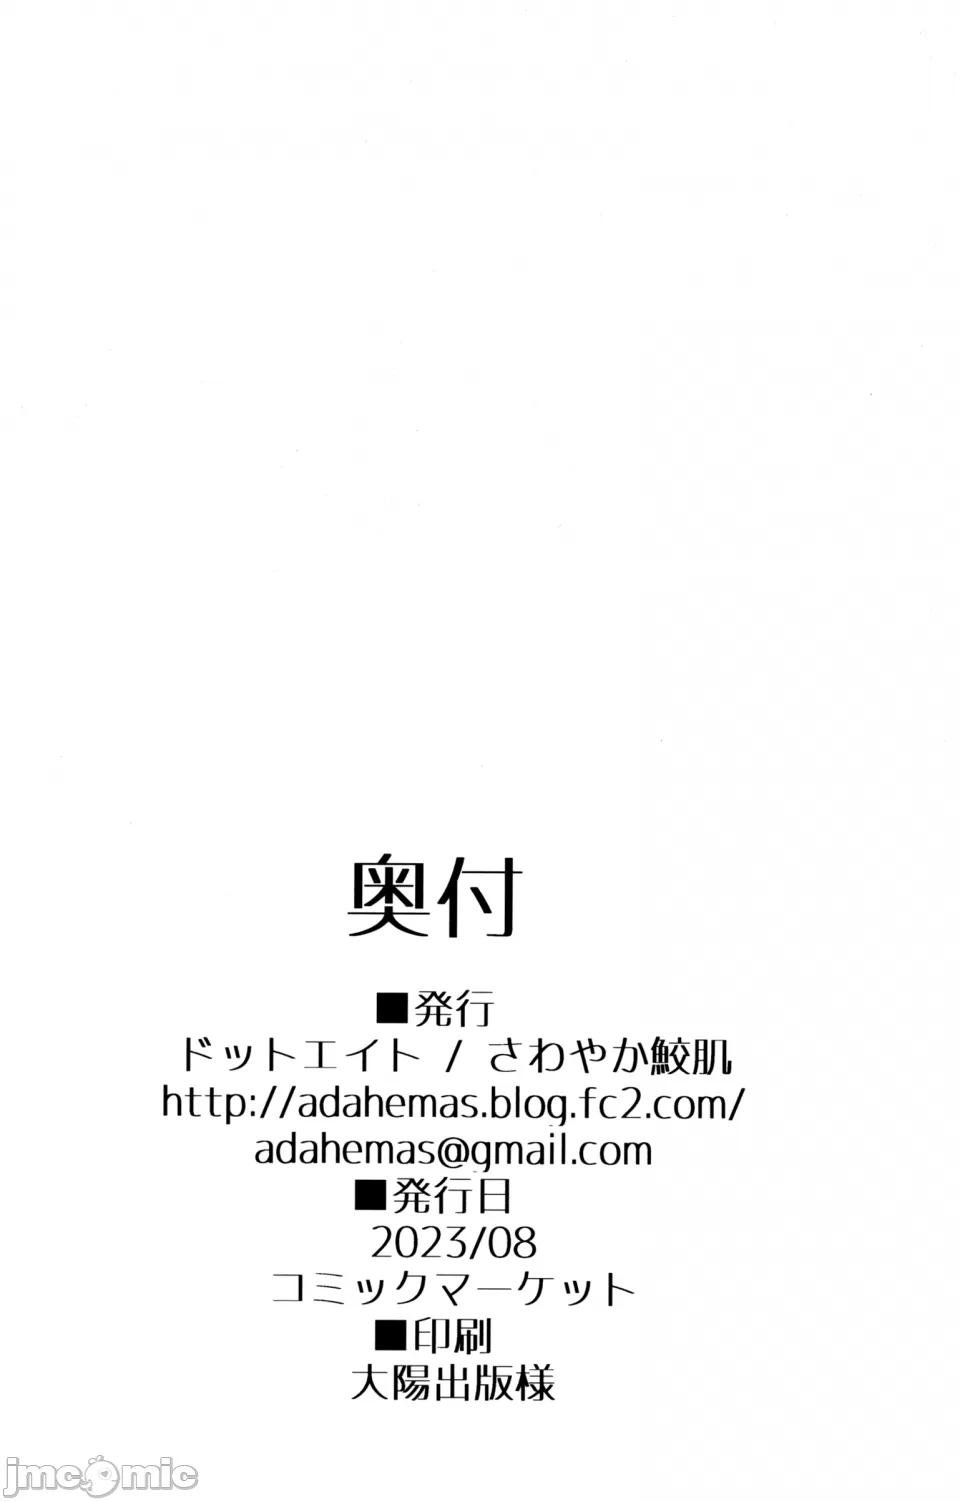 奥付
■発行
ドットエイト / さわやか鮫肌
http://adahemas.blog.fc2.com/
adahemas@gmail.com
■発行日
2023/08
コミックマーケット
■印刷
大陽出版様
jmcomic